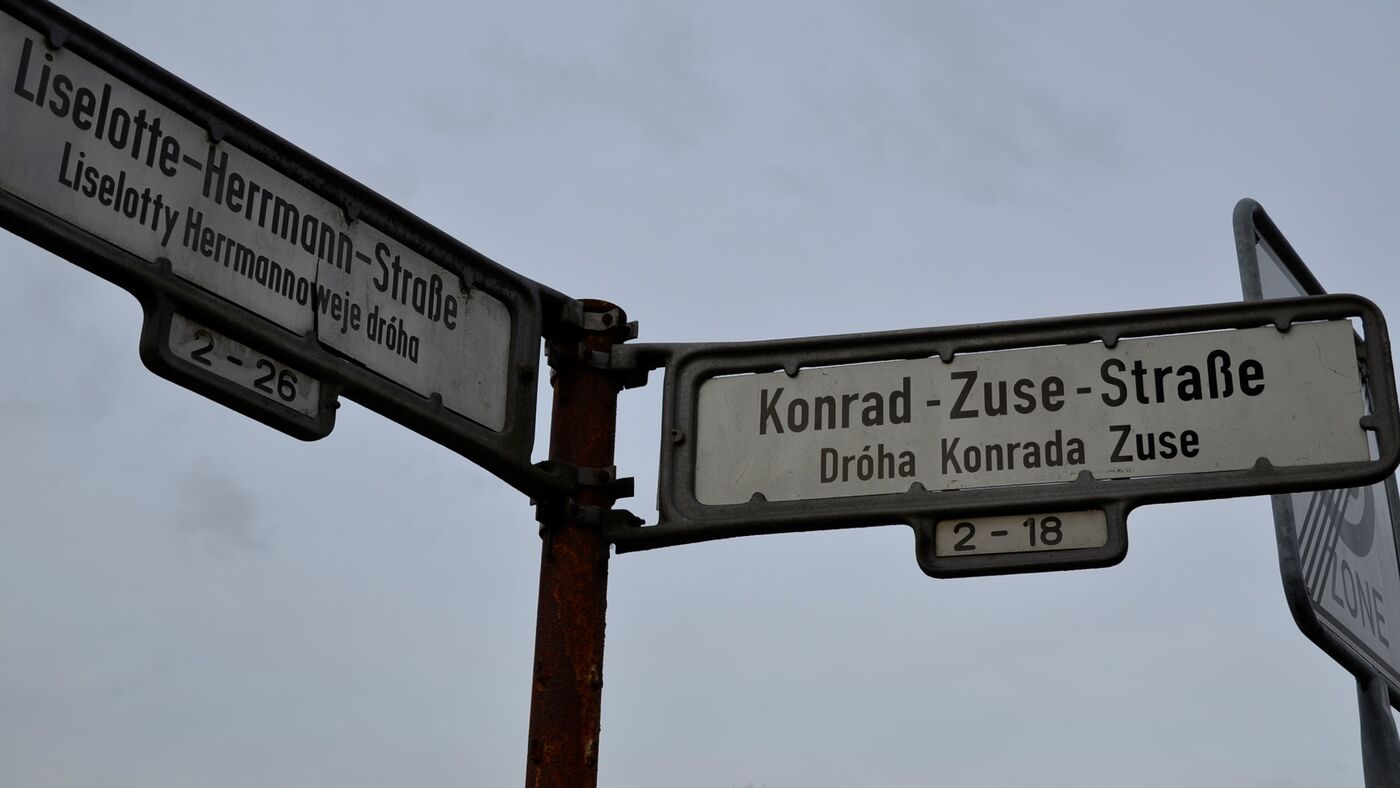 Liselotte-Herrmann-Straße
Liselotty Herrmannoweje dróha
2 - 26
Konrad-Zuse-Straße
Dróha Konrada Zuse
2 - 18
ZONE